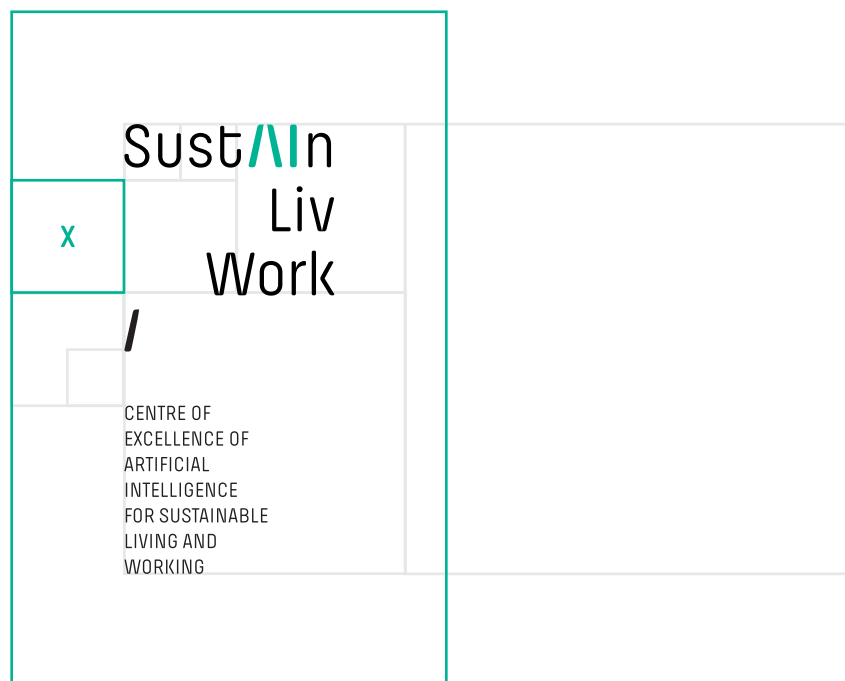 SustAIn
Liv
Work
x
/
CENTRE OF
EXCELLENCE OF
ARTIFICIAL
INTELLIGENCE
FOR SUSTAINABLE
LIVING AND
WORKING